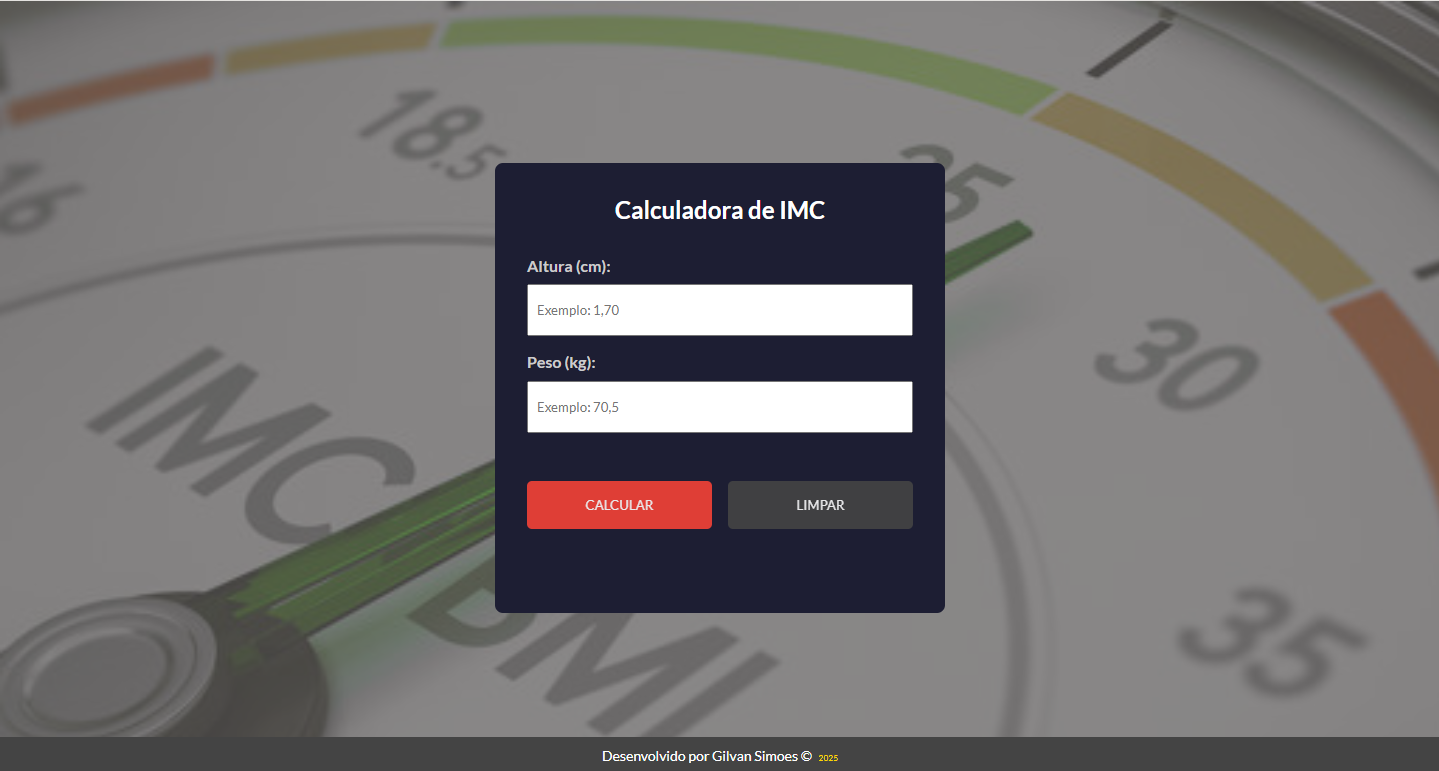 16
18.5
25
30
35
IMC
BMI
Calculadora de IMC
Altura (cm):
Exemplo: 1,70
Peso (kg):
Exemplo: 70,5
CALCULAR
LIMPAR
Desenvolvido por Gilvan Simoes © 2025